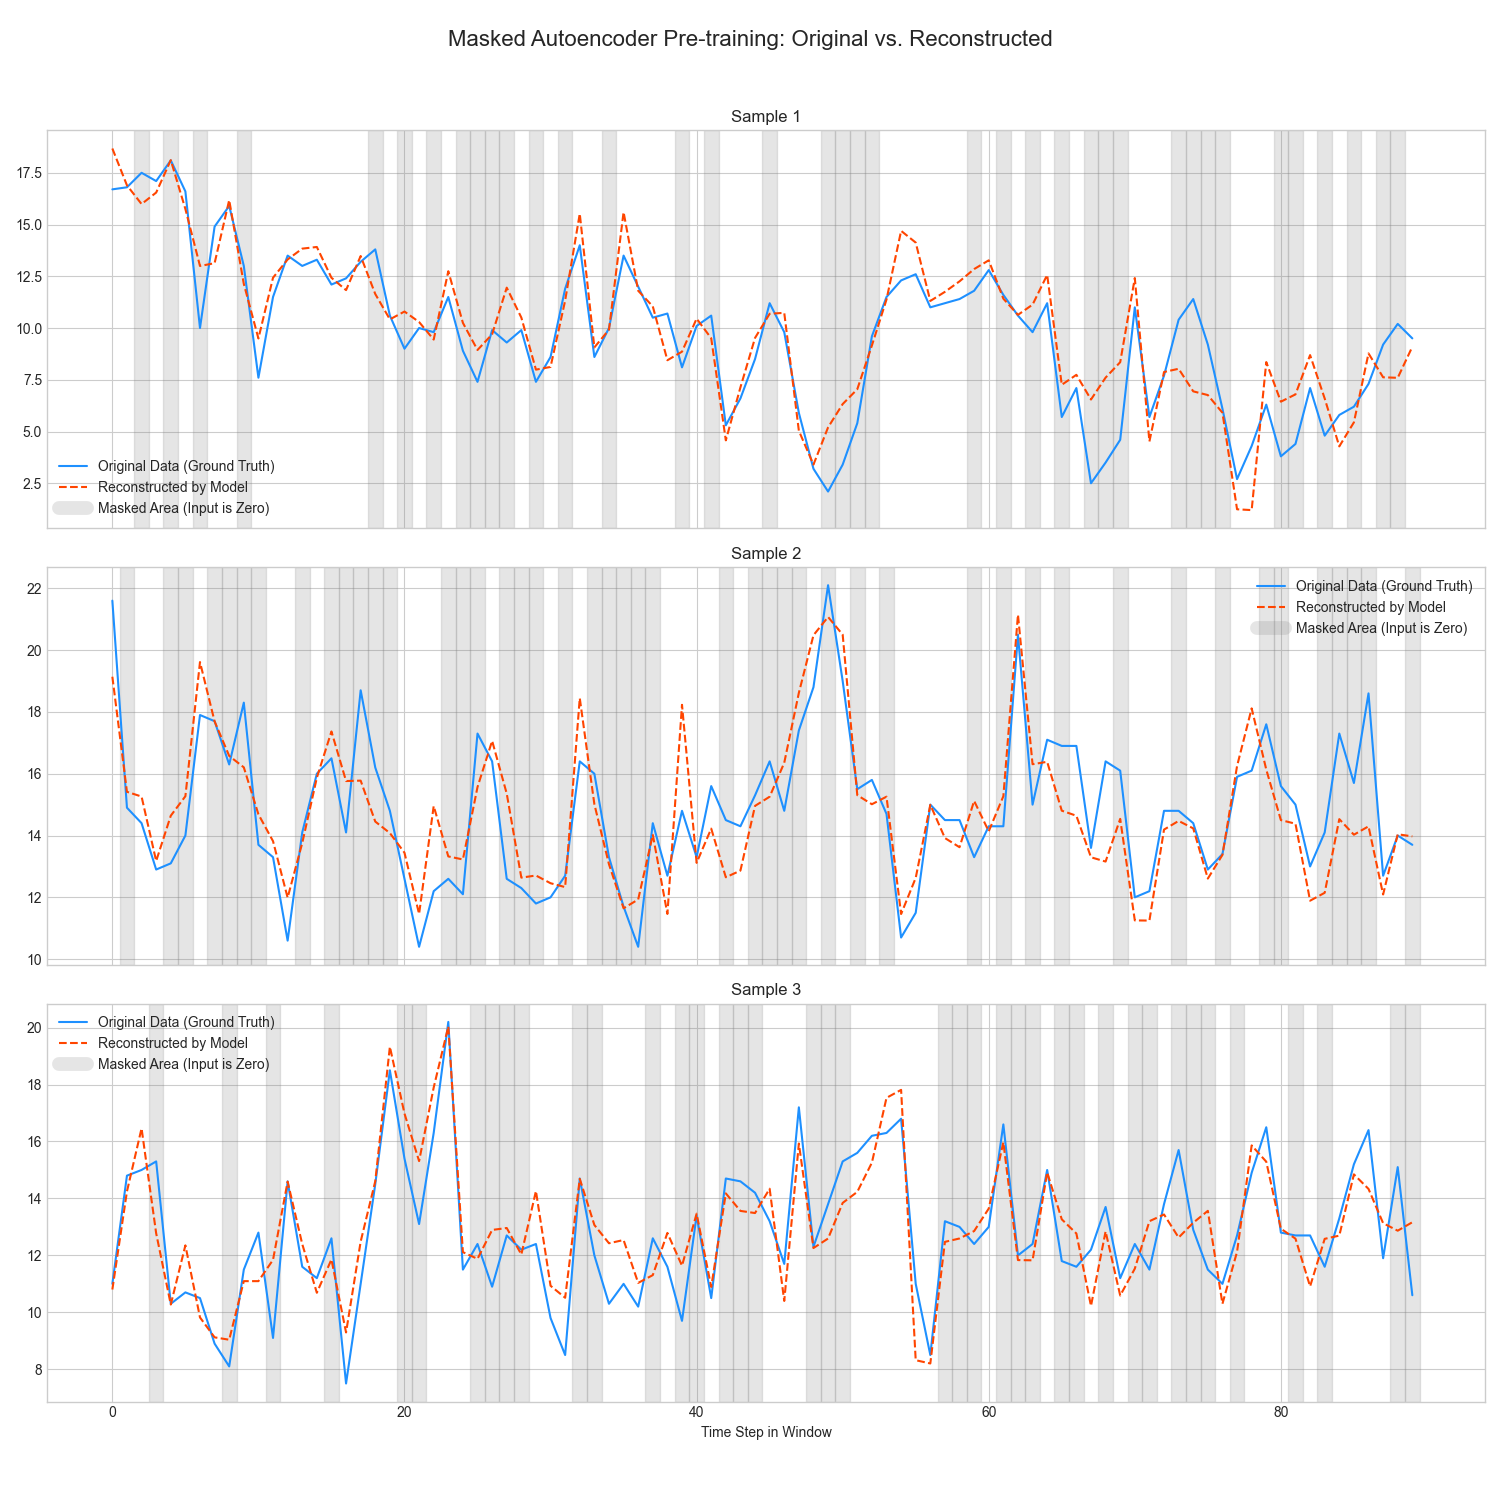 Masked Autoencoder Pre-training: Original vs. Reconstructed
Sample 1
17.5
15.0
12.5
10.0
7.5
5.0
2.5
Original Data (Ground Truth)
Reconstructed by Model
Masked Area (Input is Zero)
Sample 2
22
20
18
16
14
12
10
Original Data (Ground Truth)
Reconstructed by Model
Masked Area (Input is Zero)
Sample 3
20
18
16
14
12
10
8
Original Data (Ground Truth)
Reconstructed by Model
Masked Area (Input is Zero)
0 20 40 60 80
Time Step in Window